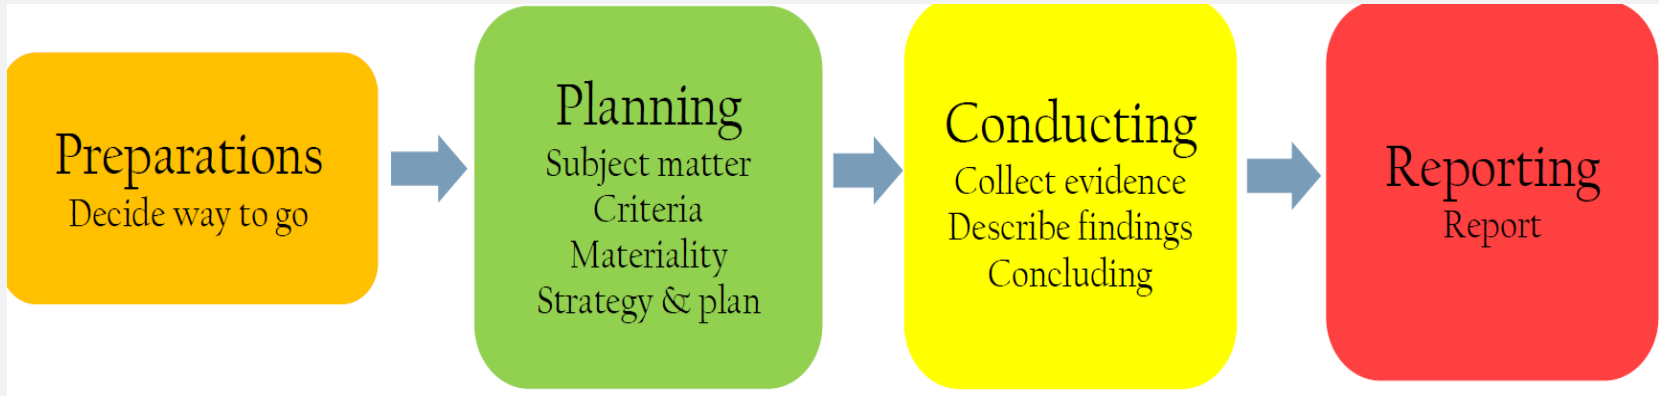 Preparations
Decide way to go
Planning
Subject matter
Criteria
Materiality
Strategy & plan
Conducting
Collect evidence
Describe findings
Concluding
Reporting
Report